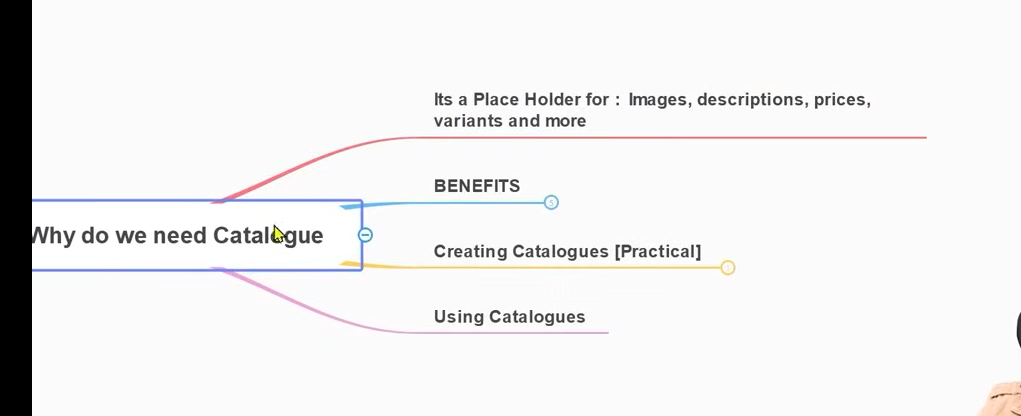 Its a Place Holder for : Images, descriptions, prices,
variants and more
BENEFITS
5
Why do we need Catalogue
Creating Catalogues [Practical]
Using Catalogues